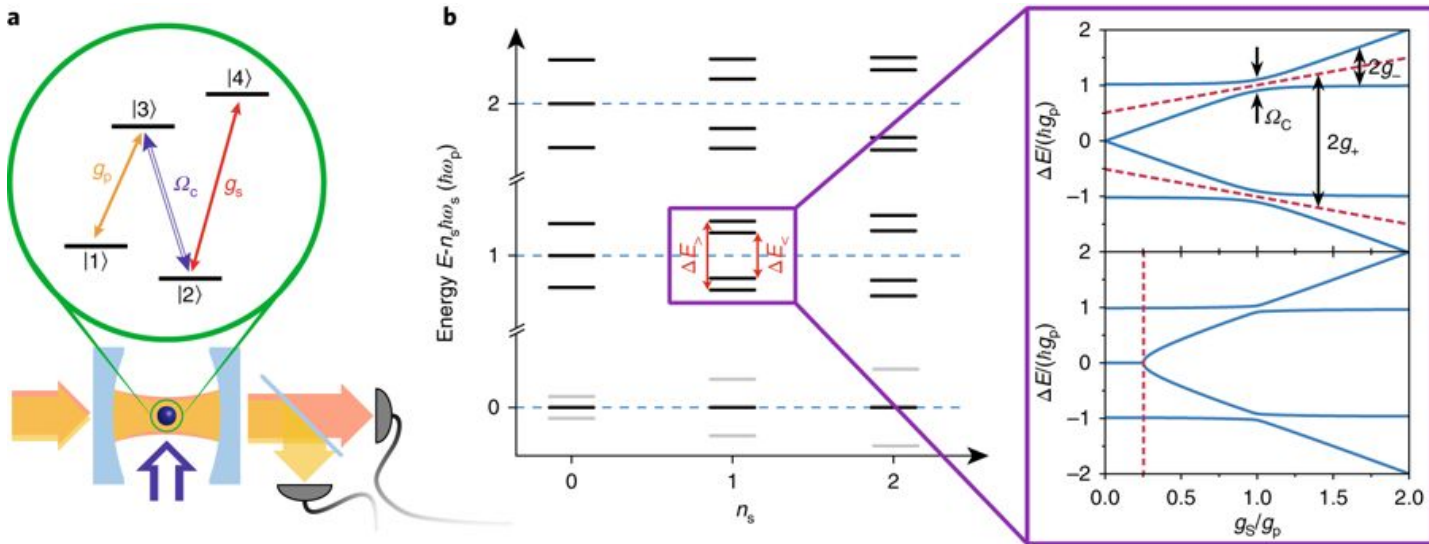 a
|3⟩
|4⟩
g_p
Ω_c
g_s
|1⟩
|2⟩
b
Energy E-n_sℏω_s (ℏω_p)
2
1
0
ΔE_>
ΔE_<
0
1
2
n_s
ΔE/(ℏg_p)
2
1
0
-1
2
2g_-
Ω_C
2g_+
ΔE/(ℏg_p)
1
0
-1
-2
0.0
0.5
1.0
1.5
2.0
g_S/g_p